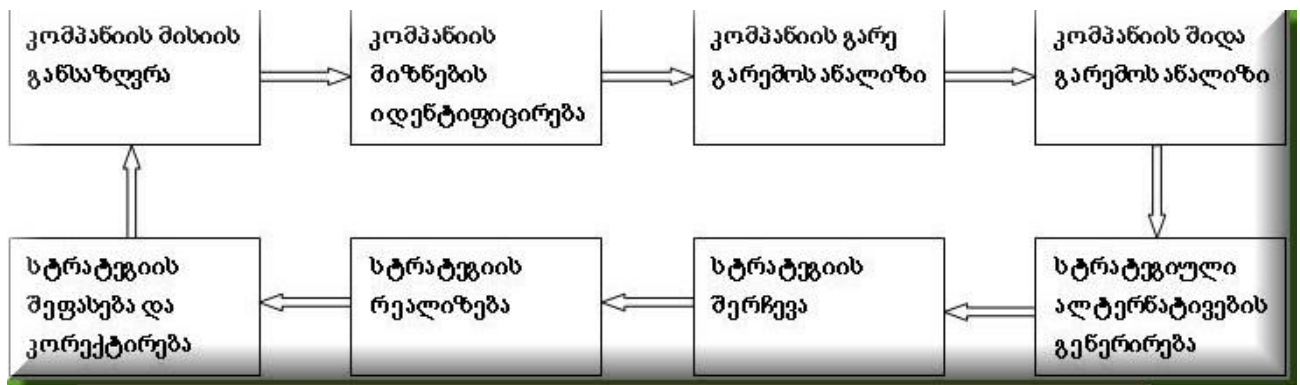 კომპანიის მისიის
განსაზღვრა
კომპანიის
მიზნების
იდენტიფიცირება
კომპანიის გარე
გარემოს ანალიზი
კომპანიის შიდა
გარემოს ანალიზი
სტრატეგიული
ალტერნატივების
გენერირება
სტრატეგიის
შერჩევა
სტრატეგიის
რეალიზება
სტრატეგიის
შეფასება და
კორექტირება